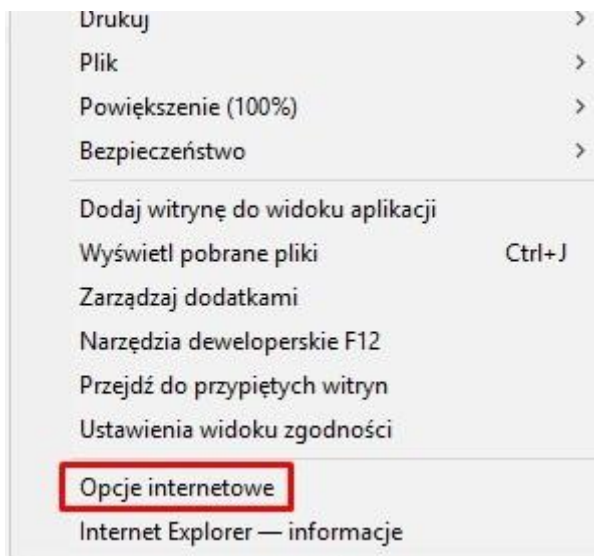 Drukuj
Plik
Powiększenie (100%)
Bezpieczeństwo
Dodaj witrynę do widoku aplikacji
Wyświetl pobrane pliki Ctrl+J
Zarządzaj dodatkami
Narzędzia deweloperskie F12
Przejdź do przypiętych witryn
Ustawienia widoku zgodności
Opcje internetowe
Internet Explorer — informacje